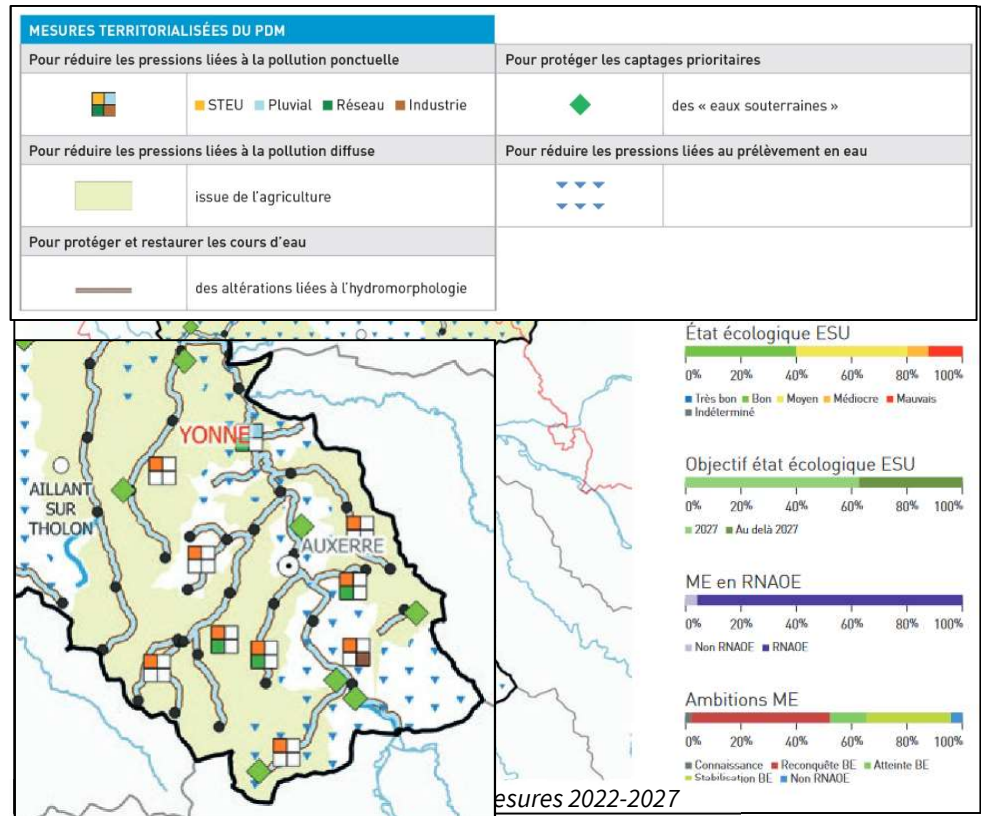 MESURES TERRITORIALISÉES DU PDM
Pour réduire les pressions liées à la pollution ponctuelle
Pour protéger les captages prioritaires
STEU Pluvial Réseau Industrie
des « eaux souterraines »
Pour réduire les pressions liées à la pollution diffuse
Pour réduire les pressions liées au prélèvement en eau
issue de l'agriculture
Pour protéger et restaurer les cours d'eau
des altérations liées à l'hydromorphologie
YONNE
AILLANT
SUR
THOLON
AUXERRE
État écologique ESU
0% 20% 40% 60% 80% 100%
Très bon Bon Moyen Médiocre Mauvais
Indéterminé
Objectif état écologique ESU
0% 20% 40% 60% 80% 100%
2027 Au delà 2027
ME en RNAOE
0% 20% 40% 60% 80% 100%
Non RNAOE RNAOE
Ambitions ME
0% 20% 40% 60% 80% 100%
Connaissance Reconquête BE Atteinte BE
Stabilisation BE Non RNAOE
esures 2022-2027